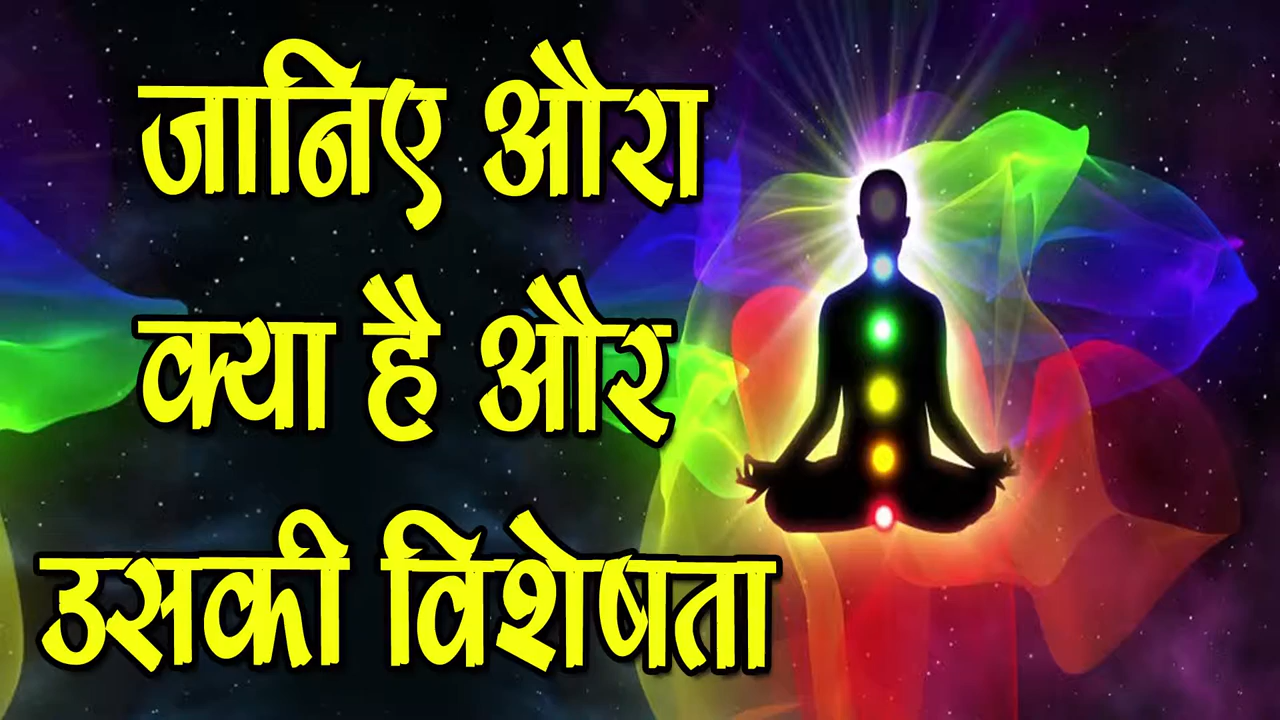 जानिए औरा
क्या है और
उसकी विशेषता